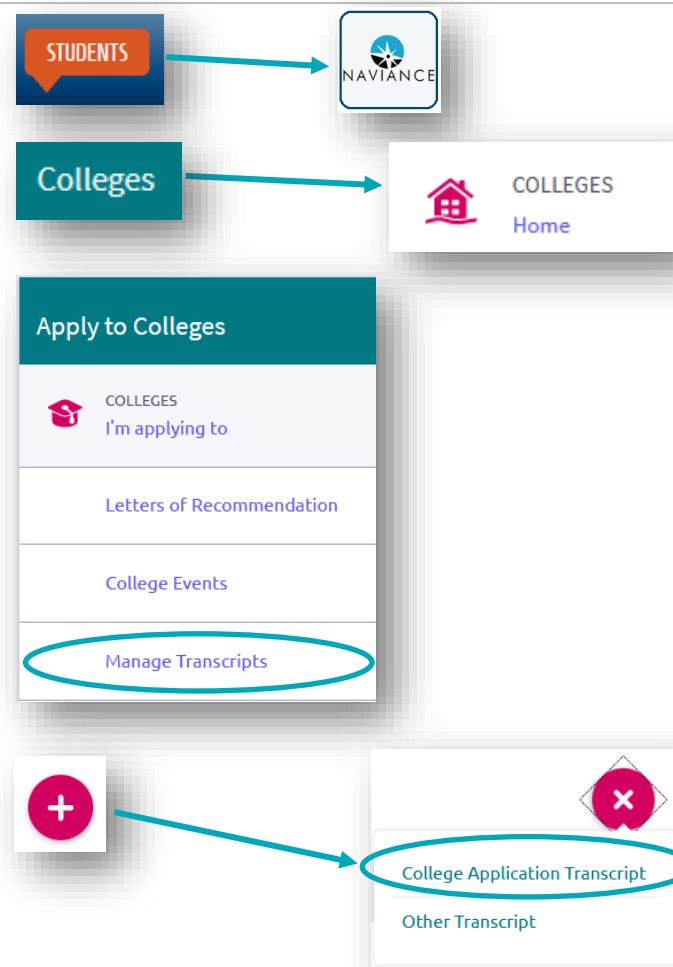 STUDENTS
NAVIANCE
Colleges
COLLEGES
Home
Apply to Colleges
COLLEGES
I'm applying to
Letters of Recommendation
College Events
Manage Transcripts
College Application Transcript
Other Transcript